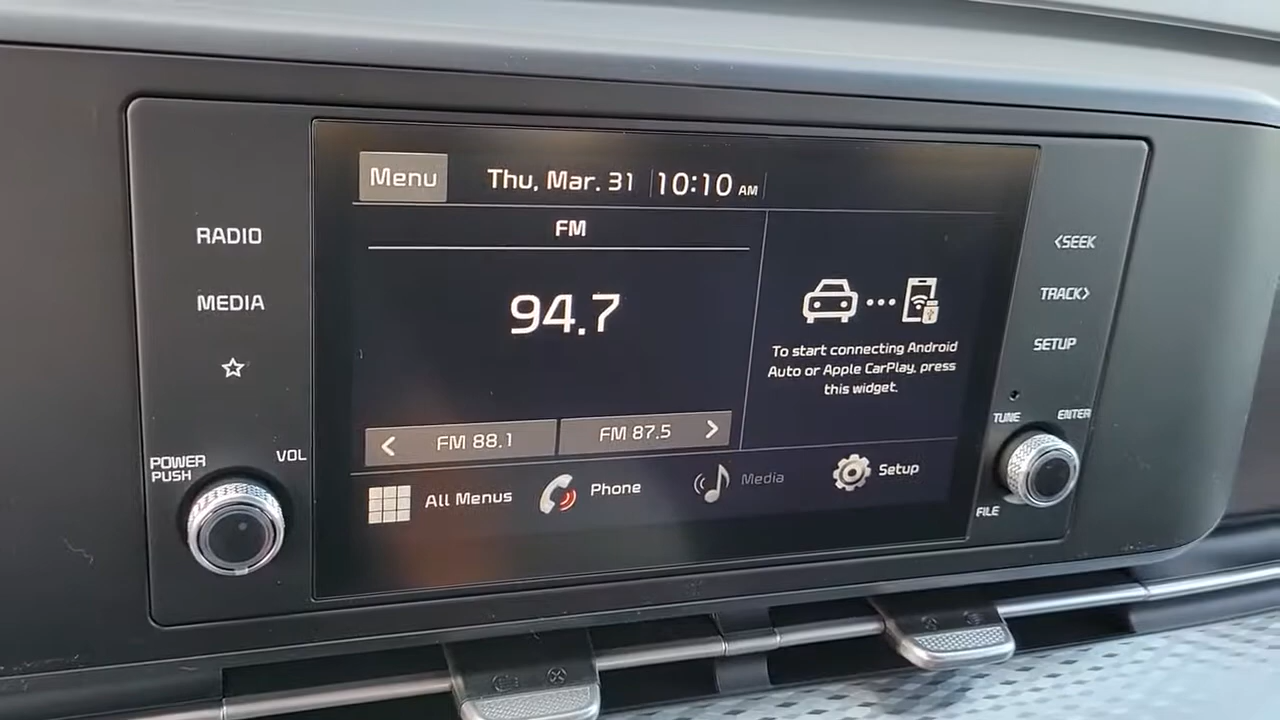 Menu
Thu, Mar. 31
10:10 AM
RADIO
MEDIA
POWER
PUSH
VOL
FM
94.7
FM 88.1
FM 87.5
To start connecting Android
Auto or Apple CarPlay, press
this widget.
All Menus
Phone
Media
Setup
<SEEK
TRACK>
SETUP
TUNE
ENTER
FILE